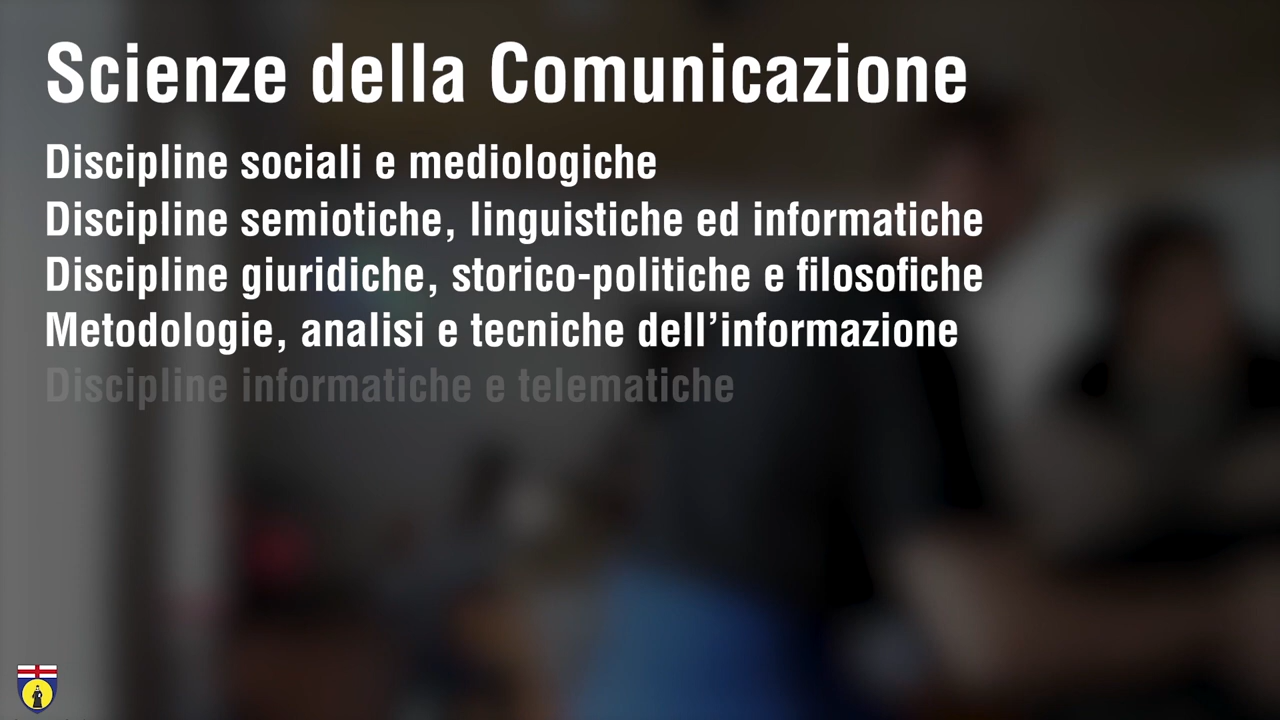 Scienze della Comunicazione
Discipline sociali e mediologiche
Discipline semiotiche, linguistiche ed informatiche
Discipline giuridiche, storico-politiche e filosofiche
Metodologie, analisi e tecniche dell’informazione
Discipline informatiche e telematiche